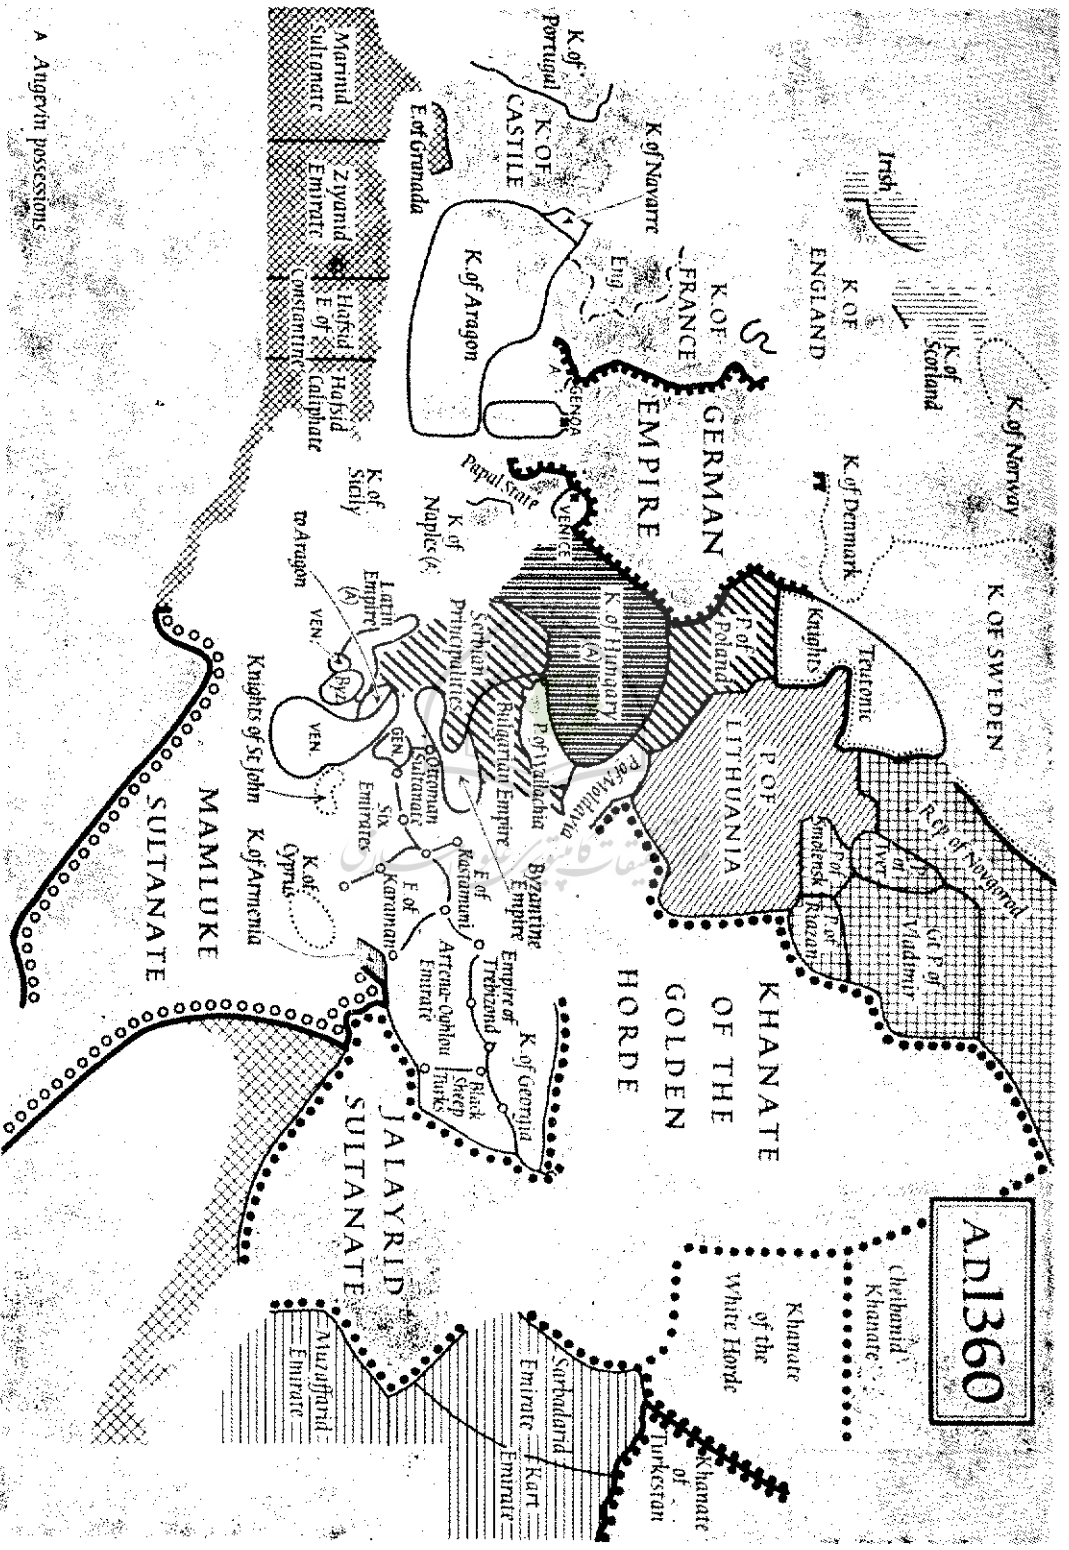 A.D.1360
Irish
K. of
Scotland
K. of Norway
K. OF SWEDEN
K. OF
ENGLAND
K. of Denmark
Teutonic
Knights
Rep of Novgorod
P. of
Tver
Gt P. of
Vladimir
P. of
Smolensk
P. of
Riazan
Cheibanid
Khanate
K. of
Portugal
K. OF
CASTILE
K. of Navarre
E. of Granada
K. of Aragon
K. OF
FRANCE
Eng
A
GENOA
GERMAN
EMPIRE
P. of
Poland
P. OF
LITHUANIA
KHANATE
OF THE
GOLDEN
HORDE
Khanate
of the
White Horde
Khanate
of
Turkestan
Papal State
VENICE
K. of Hungary
(A)
P. of Moldavia
P. of Wallachia
Bulgarian Empire
Serbian
Principalities
K. of
Naples (A)
K. of
Sicily
Latin
Empire
(A)
to Aragon
VEN.
Byz
VEN.
GEN.
Ottoman
Sultanate
Six
Emirates
Byzantine
Empire
E. of
Kastamuni
E. of
Karaman
Empire of
Trebizond
K. of Georgia
Artena-Oghlou
Emirate
Black
Sheep
Turks
Knights of St John
K. of
Cyprus
K. of Armenia
Marinid
Sultanate
Ziyanid
Emirate
Hafsid
E. of
Constantine
Hafsid
Caliphate
MAMLUKE
SULTANATE
JALAYRID
SULTANATE
Sarbadarid
Emirate
Kart
Emirate
Muzaffarid
Emirate
A Angevin possessions